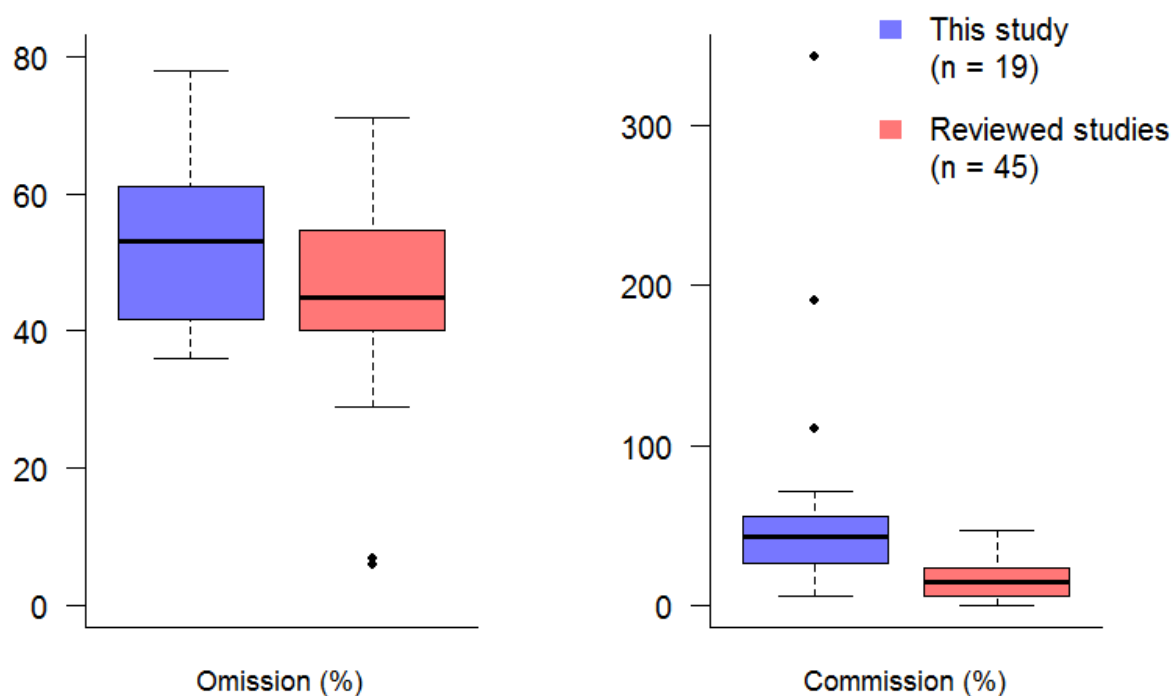 80
60
40
20
0
Omission (%)
300
200
100
0
Commission (%)
This study
(n = 19)
Reviewed studies
(n = 45)